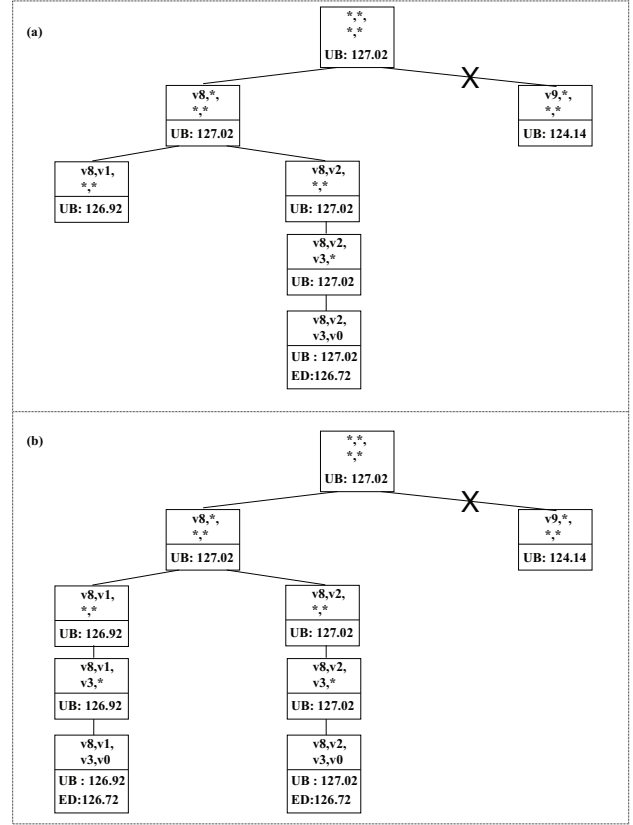 (a)
*,*,
*,*
UB: 127.02
X
v8,*,
*,*
UB: 127.02
v9,*,
*,*
UB: 124.14
v8,v1,
*,*
UB: 126.92
v8,v2,
*,*
UB: 127.02
v8,v2,
v3,*
UB: 127.02
v8,v2,
v3,v0
UB : 127.02
ED:126.72
(b)
*,*,
*,*
UB: 127.02
X
v8,*,
*,*
UB: 127.02
v9,*,
*,*
UB: 124.14
v8,v1,
*,*
UB: 126.92
v8,v2,
*,*
UB: 127.02
v8,v1,
v3,*
UB: 126.92
v8,v2,
v3,*
UB: 127.02
v8,v1,
v3,v0
UB : 126.92
ED:126.72
v8,v2,
v3,v0
UB : 127.02
ED:126.72